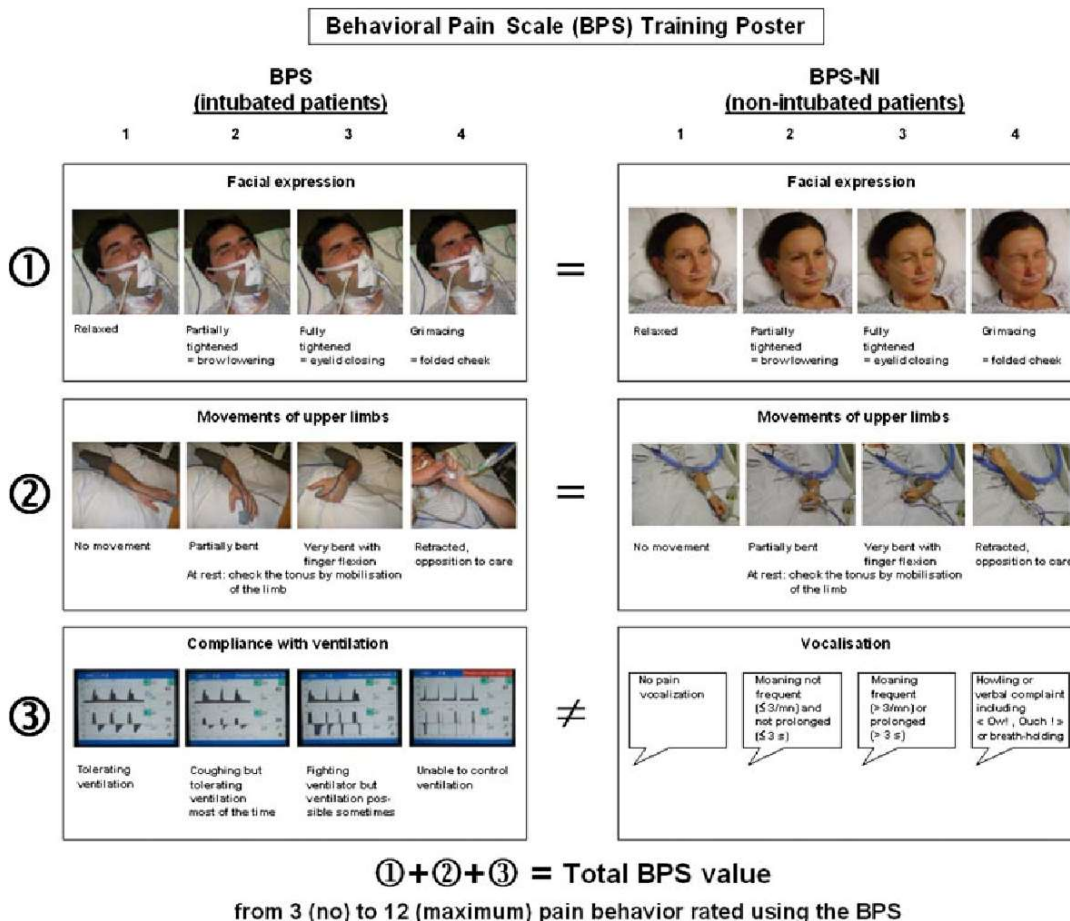 Behavioral Pain Scale (BPS) Training Poster
BPS
(intubated patients)
1 2 3 4
Facial expression
①
Relaxed
Partially
tightened
= brow lowering
Fully
tightened
= eyelid closing
Grimacing
= folded cheek
Movements of upper limbs
②
No movement
Partially bent
Very bent with
finger flexion
Retracted,
opposition to care
At rest: check the tonus by mobilisation
of the limb
Compliance with ventilation
③
Tolerating
ventilation
Coughing but
tolerating
ventilation
most of the time
Fighting
ventilator but
ventilation pos-
sible sometimes
Unable to control
ventilation
=
=
≠
BPS-NI
(non-intubated patients)
1 2 3 4
Facial expression
Relaxed
Partially
tightened
= brow lowering
Fully
tightened
= eyelid closing
Grimacing
= folded cheek
Movements of upper limbs
No movement
Partially bent
Very bent with
finger flexion
Retracted,
opposition to care
At rest: check the tonus by mobilisation
of the limb
Vocalisation
No pain
vocalization
Moaning not
frequent
(≤ 3/mn) and
not prolonged
(≤ 3 s)
Moaning
frequent
(> 3/mn) or
prolonged
(> 3 s)
Howling or
verbal complaint
including
« Ow! , Ouch ! »
or breath-holding
①+②+③ = Total BPS value
from 3 (no) to 12 (maximum) pain behavior rated using the BPS